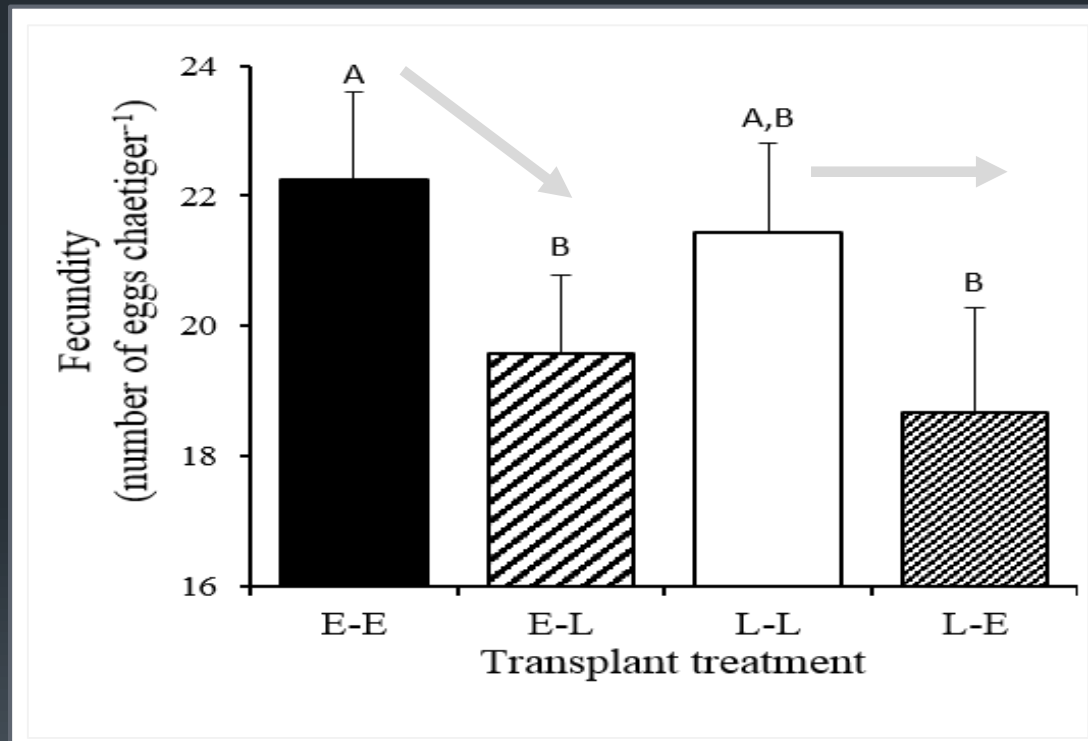 24
22
20
18
16
Fecundity
(number of eggs chaetiger⁻¹)
A
B
A,B
B
E-E E-L L-L L-E
Transplant treatment